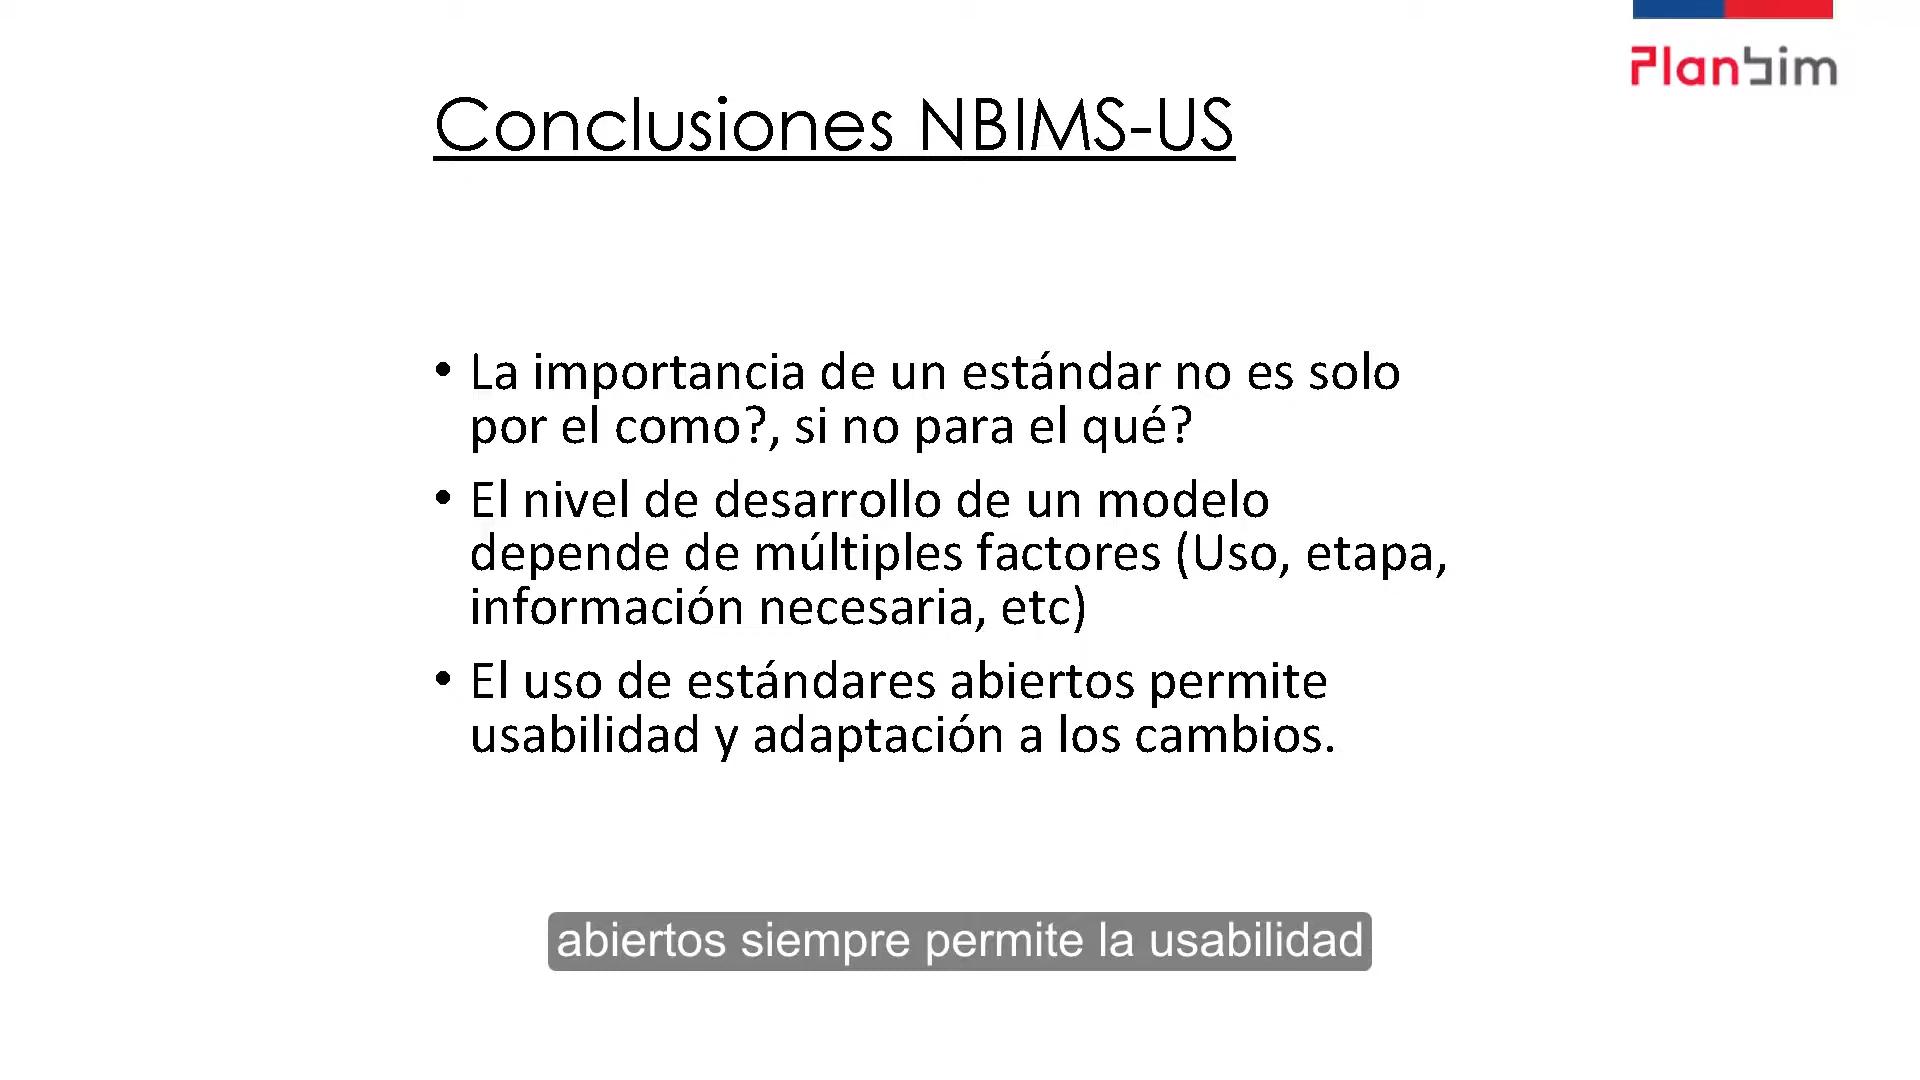 Planbim
Conclusiones NBIMS-US
• La importancia de un estándar no es solo
por el como?, si no para el qué?
• El nivel de desarrollo de un modelo
depende de múltiples factores (Uso, etapa,
información necesaria, etc)
• El uso de estándares abiertos permite
usabilidad y adaptación a los cambios.
abiertos siempre permite la usabilidad